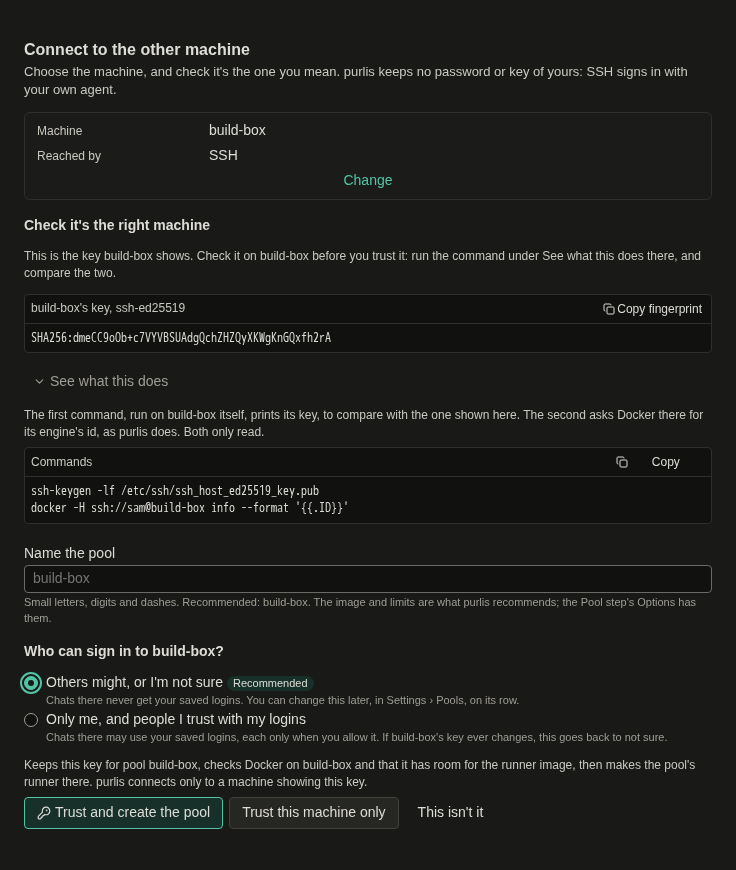 Connect to the other machine
Choose the machine, and check it's the one you mean. purlis keeps no password or key of yours: SSH signs in with
your own agent.
Machine build-box
Reached by SSH
Change
Check it's the right machine
This is the key build-box shows. Check it on build-box before you trust it: run the command under See what this does there, and
compare the two.
build-box's key, ssh-ed25519 Copy fingerprint
SHA256:dmeCC9oOb+c7VYVBSUAdgQchZHZQyXKWgKnGQxfh2rA
See what this does
The first command, run on build-box itself, prints its key, to compare with the one shown here. The second asks Docker there for
its engine's id, as purlis does. Both only read.
Commands Copy
ssh-keygen -lf /etc/ssh/ssh_host_ed25519_key.pub
docker -H ssh://sam@build-box info --format '{{.ID}}'
Name the pool
build-box
Small letters, digits and dashes. Recommended: build-box. The image and limits are what purlis recommends; the Pool step's Options has
them.
Who can sign in to build-box?
Others might, or I'm not sure Recommended
Chats there never get your saved logins. You can change this later, in Settings › Pools, on its row.
Only me, and people I trust with my logins
Chats there may use your saved logins, each only when you allow it. If build-box's key ever changes, this goes back to not sure.
Keeps this key for pool build-box, checks Docker on build-box and that it has room for the runner image, then makes the pool's
runner there. purlis connects only to a machine showing this key.
Trust and create the pool Trust this machine only This isn't it